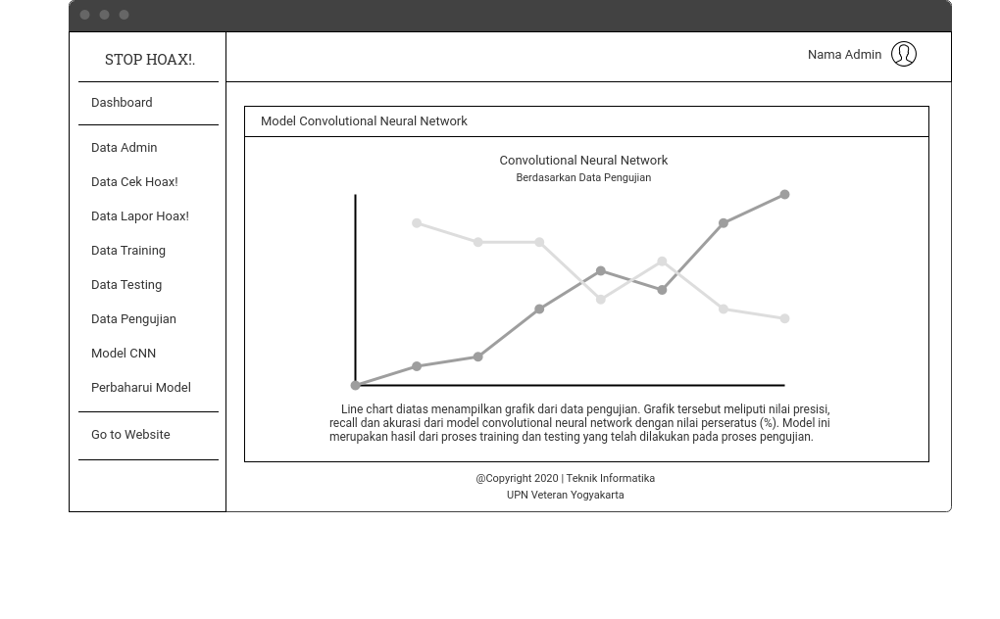 STOP HOAX!.
Nama Admin
Dashboard
Data Admin
Data Cek Hoax!
Data Lapor Hoax!
Data Training
Data Testing
Data Pengujian
Model CNN
Perbaharui Model
Go to Website
Model Convolutional Neural Network
Convolutional Neural Network
Berdasarkan Data Pengujian
Line chart diatas menampilkan grafik dari data pengujian. Grafik tersebut meliputi nilai presisi,
recall dan akurasi dari model convolutional neural network dengan nilai perseratus (%). Model ini
merupakan hasil dari proses training dan testing yang telah dilakukan pada proses pengujian.
@Copyright 2020 | Teknik Informatika
UPN Veteran Yogyakarta